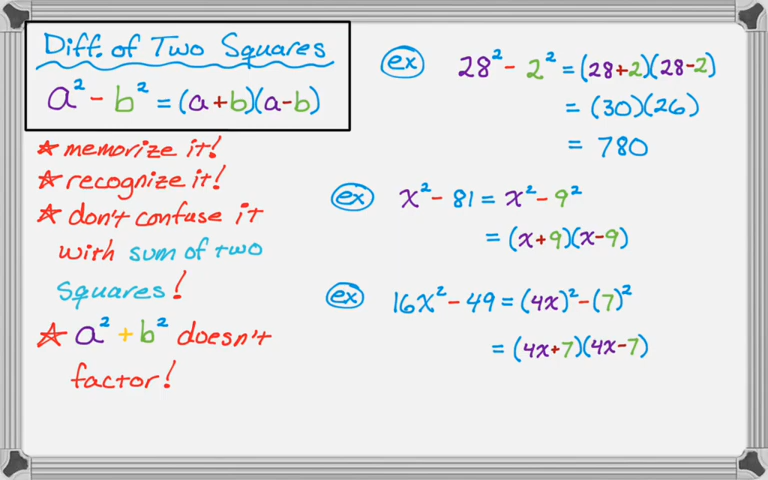 Diff. of Two Squares
a² - b² = (a+b)(a-b)
☆ memorize it!
☆ recognize it!
☆ don't confuse it
with sum of two
squares!
☆ a² + b² doesn't
factor!
ex 28² - 2² = (28+2)(28-2)
= (30)(26)
= 780
ex x² - 81 = x² - 9²
= (x+9)(x-9)
ex 16x² - 49 = (4x)² - (7)²
= (4x+7)(4x-7)